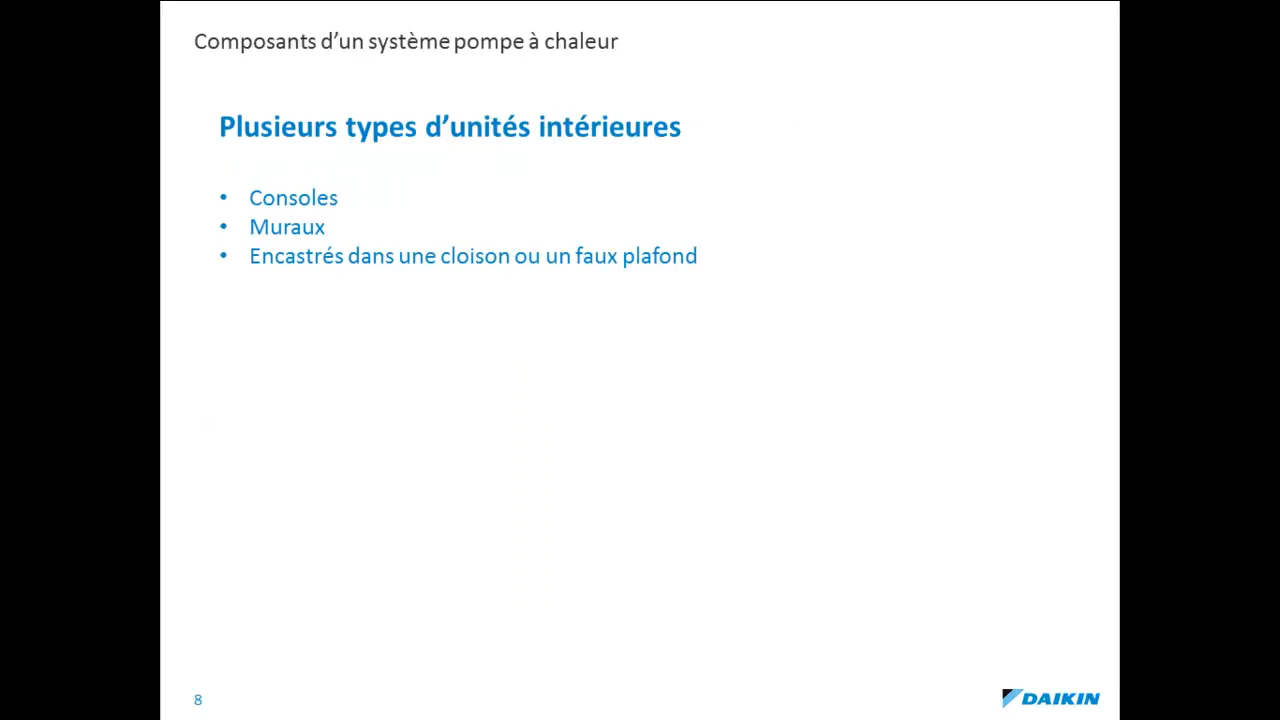 Composants d’un système pompe à chaleur
Plusieurs types d’unités intérieures
• Consoles
• Muraux
• Encastrés dans une cloison ou un faux plafond
8
DAIKIN